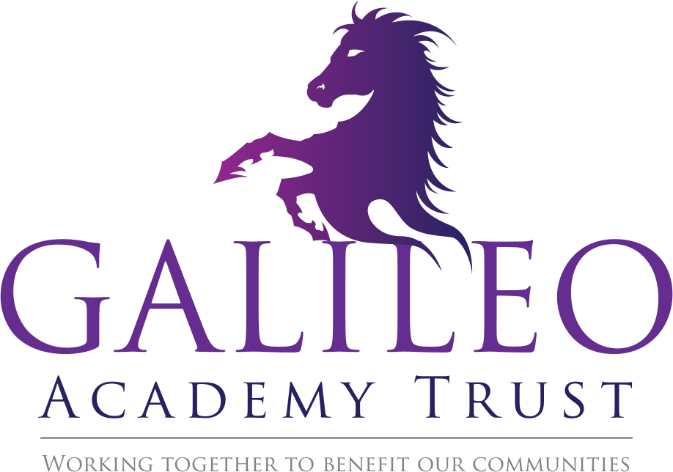 GALILEO
ACADEMY TRUST
WORKING TOGETHER TO BENEFIT OUR COMMUNITIES